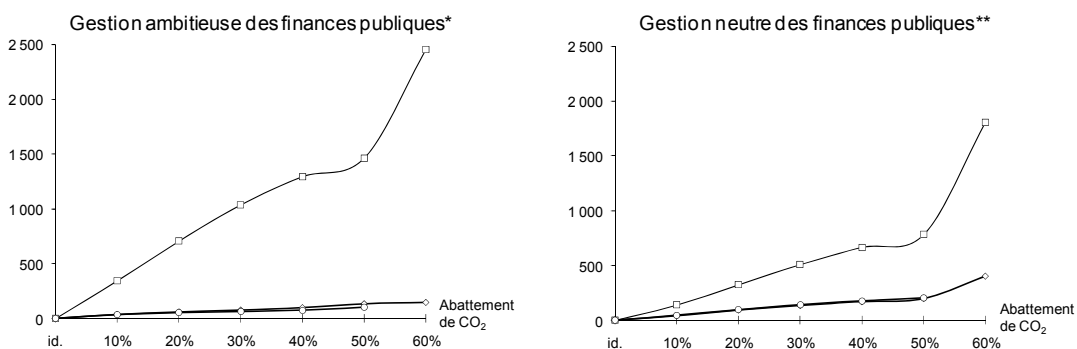 Gestion ambitieuse des finances publiques*
2 500
2 000
1 500
1 000
500
0
id. 10% 20% 30% 40% 50% 60%
Abattement
de CO₂
Gestion neutre des finances publiques**
2 500
2 000
1 500
1 000
500
0
id. 10% 20% 30% 40% 50% 60%
Abattement
de CO₂